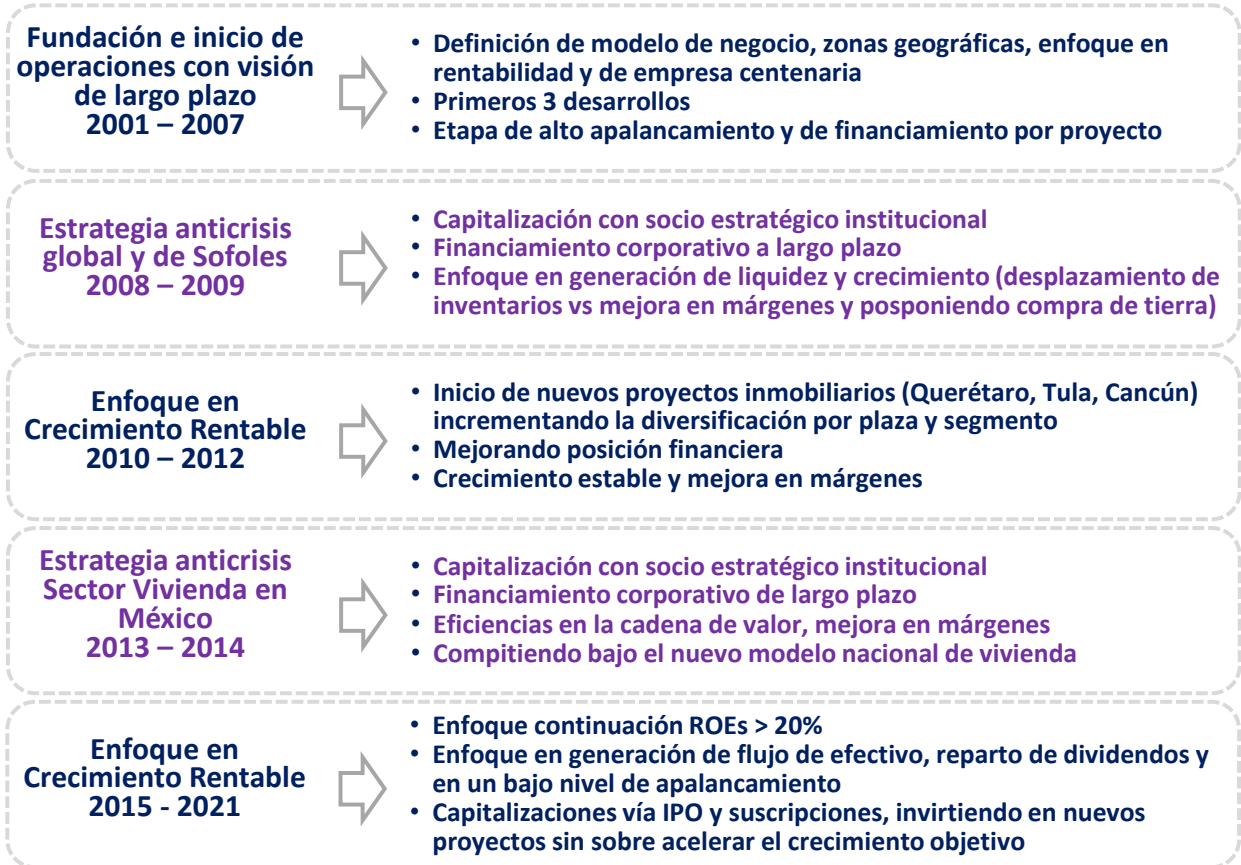 Fundación e inicio de
operaciones con visión
de largo plazo
2001 – 2007
• Definición de modelo de negocio, zonas geográficas, enfoque en
rentabilidad y de empresa centenaria
• Primeros 3 desarrollos
• Etapa de alto apalancamiento y de financiamiento por proyecto
Estrategia anticrisis
global y de Sofoles
2008 – 2009
• Capitalización con socio estratégico institucional
• Financiamiento corporativo a largo plazo
• Enfoque en generación de liquidez y crecimiento (desplazamiento de
inventarios vs mejora en márgenes y posponiendo compra de tierra)
Enfoque en
Crecimiento Rentable
2010 – 2012
• Inicio de nuevos proyectos inmobiliarios (Querétaro, Tula, Cancún)
incrementando la diversificación por plaza y segmento
• Mejorando posición financiera
• Crecimiento estable y mejora en márgenes
Estrategia anticrisis
Sector Vivienda en
México
2013 – 2014
• Capitalización con socio estratégico institucional
• Financiamiento corporativo de largo plazo
• Eficiencias en la cadena de valor, mejora en márgenes
• Compitiendo bajo el nuevo modelo nacional de vivienda
Enfoque en
Crecimiento Rentable
2015 - 2021
• Enfoque continuación ROEs > 20%
• Enfoque en generación de flujo de efectivo, reparto de dividendos y
en un bajo nivel de apalancamiento
• Capitalizaciones vía IPO y suscripciones, invirtiendo en nuevos
proyectos sin sobre acelerar el crecimiento objetivo